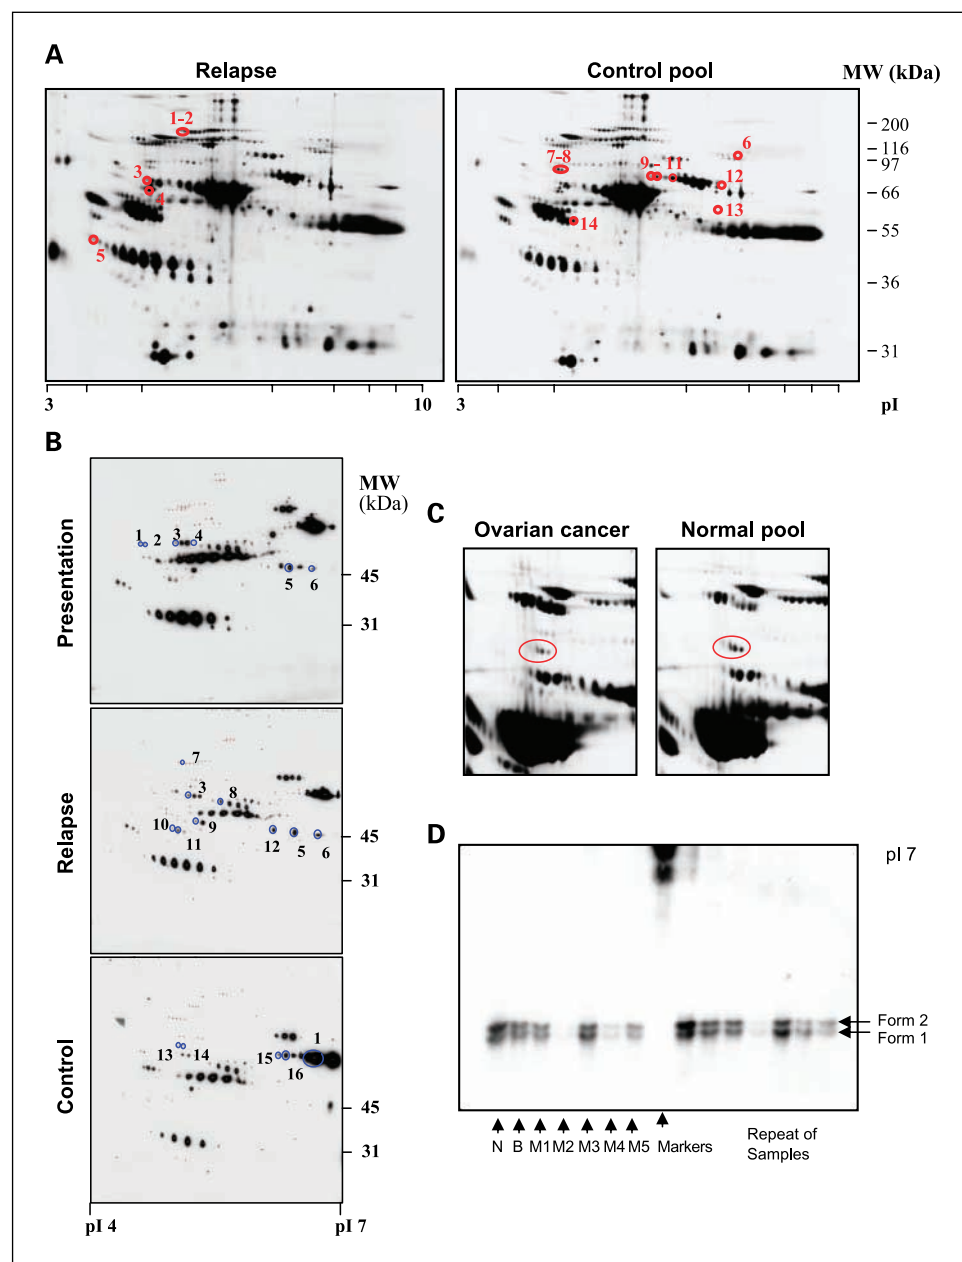 A
Relapse
Control pool
MW (kDa)
1-2
3
4
5
7-8
9 - 11
6
12
13
14
200
116
97
66
55
36
31
3
10
3
pI
B
Presentation
MW
(kDa)
1 2 3 4
5 6
45
31
Relapse
7
3 8
10 9
11 12 5 6
45
31
Control
13 14 15 1
16
45
31
pI 4
pI 7
C
Ovarian cancer
Normal pool
D
pI 7
Form 2
Form 1
N B M1 M2 M3 M4 M5 Markers
Repeat of
Samples